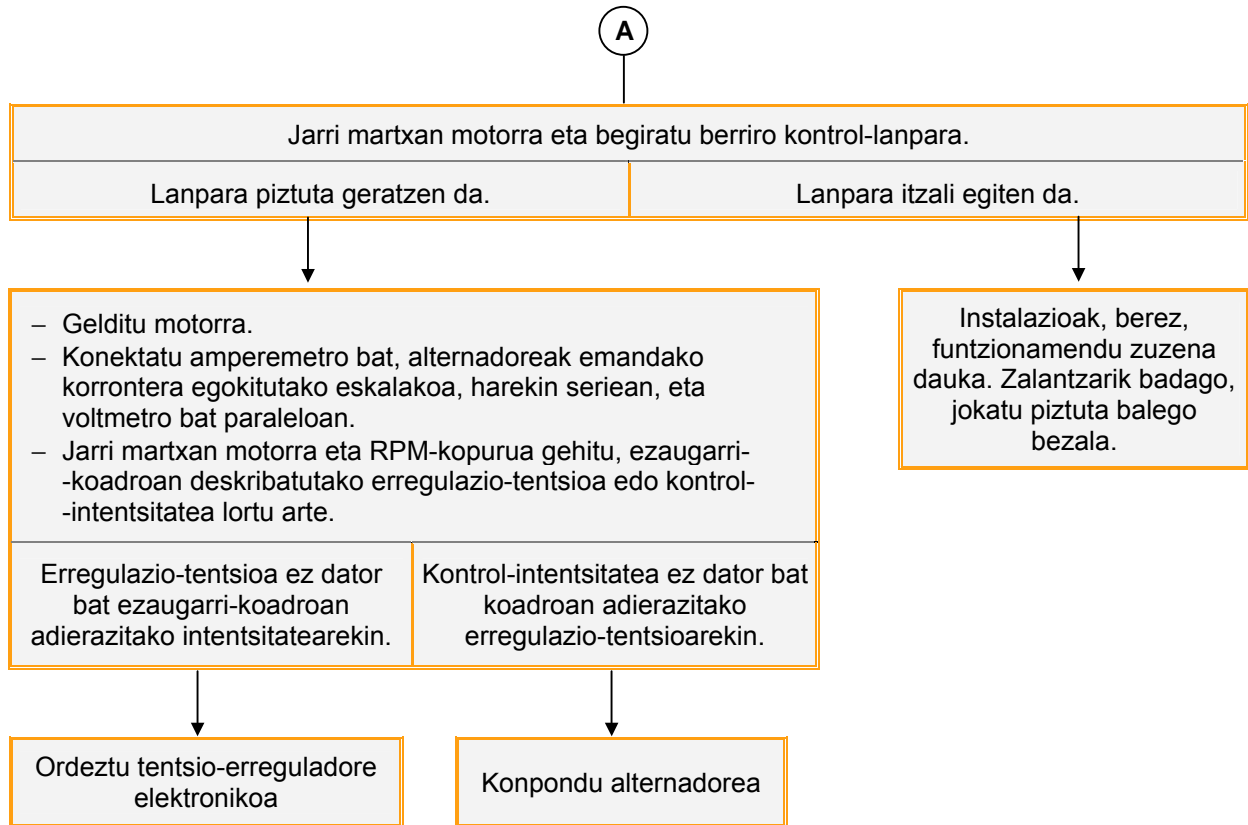 A
Jarri martxan motorra eta begiratu berriro kontrol-lanpara.
Lanpara piztuta geratzen da.
Lanpara itzali egiten da.
– Gelditu motorra.
– Konektatu amperemetro bat, alternadoreak emandako
korrontera egokitutako eskalakoa, harekin seriean, eta
voltmetro bat paraleloan.
– Jarri martxan motorra eta RPM-kopurua gehitu, ezaugarri-
-koadroan deskribatutako erregulazio-tentsioa edo kontrol-
-intentsitatea lortu arte.
Instalazioak, berez,
funtzionamendu zuzena
dauka. Zalantzarik badago,
jokatu piztuta balego
bezala.
Erregulazio-tentsioa ez dator
bat ezaugarri-koadroan
adierazitako intentsitatearekin.
Kontrol-intentsitatea ez dator bat
koadroan adierazitako
erregulazio-tentsioarekin.
Ordeztu tentsio-erreguladore
elektronikoa
Konpondu alternadorea